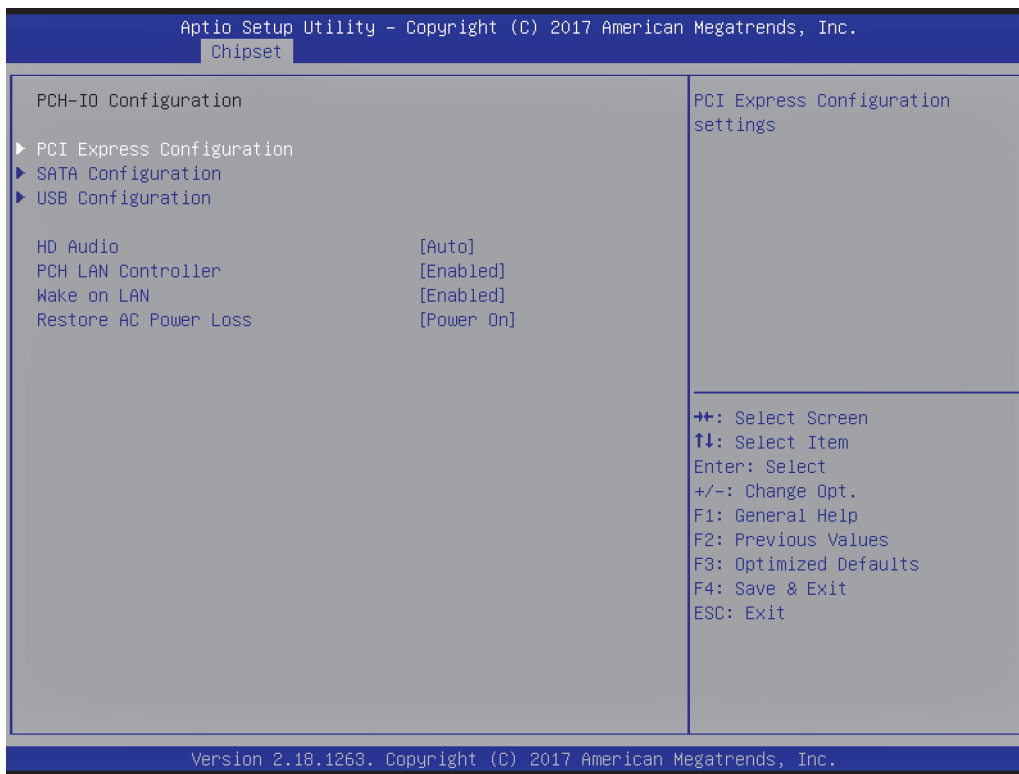 Aptio Setup Utility – Copyright (C) 2017 American Megatrends, Inc.
Chipset
PCH-IO Configuration
PCI Express Configuration
SATA Configuration
USB Configuration
HD Audio [Auto]
PCH LAN Controller [Enabled]
Wake on LAN [Enabled]
Restore AC Power Loss [Power On]
PCI Express Configuration
settings
→←: Select Screen
↑↓: Select Item
Enter: Select
+/-: Change Opt.
F1: General Help
F2: Previous Values
F3: Optimized Defaults
F4: Save & Exit
ESC: Exit
Version 2.18.1263. Copyright (C) 2017 American Megatrends, Inc.